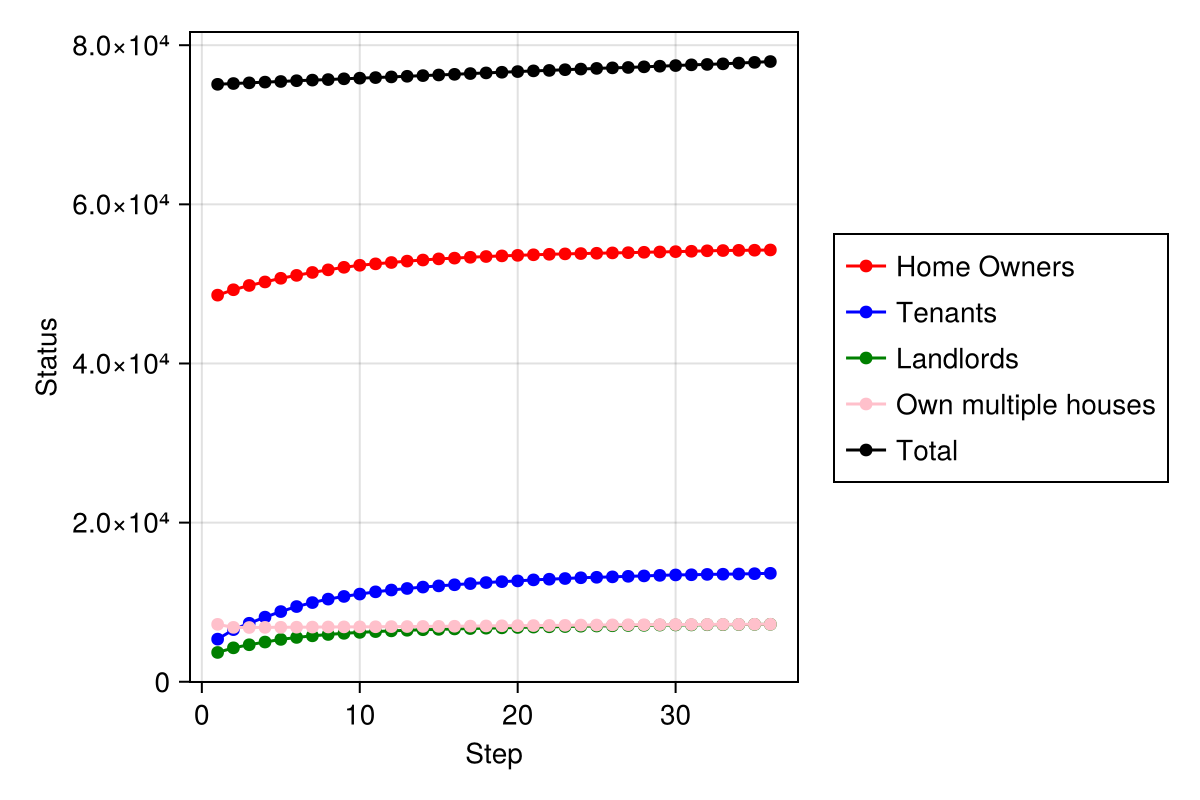 8.0×10⁴
6.0×10⁴
4.0×10⁴
2.0×10⁴
0
Status
0 10 20 30
Step
Home Owners
Tenants
Landlords
Own multiple houses
Total